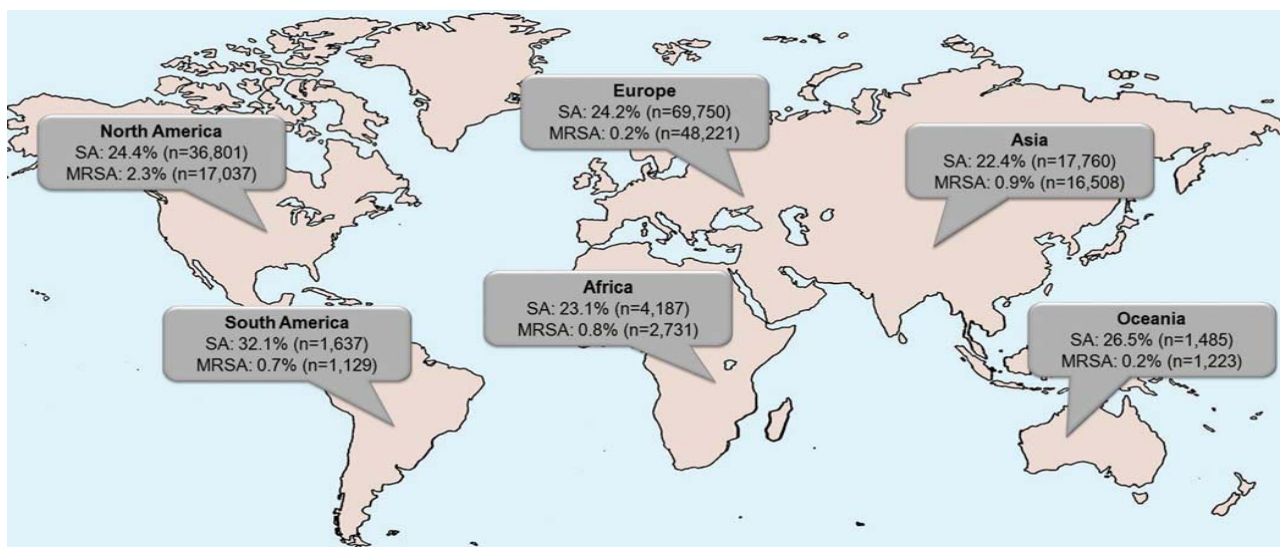 Europe
SA: 24.2% (n=69,750)
MRSA: 0.2% (n=48,221)
North America
SA: 24.4% (n=36,801)
MRSA: 2.3% (n=17,037)
Asia
SA: 22.4% (n=17,760)
MRSA: 0.9% (n=16,508)
Africa
SA: 23.1% (n=4,187)
MRSA: 0.8% (n=2,731)
South America
SA: 32.1% (n=1,637)
MRSA: 0.7% (n=1,129)
Oceania
SA: 26.5% (n=1,485)
MRSA: 0.2% (n=1,223)